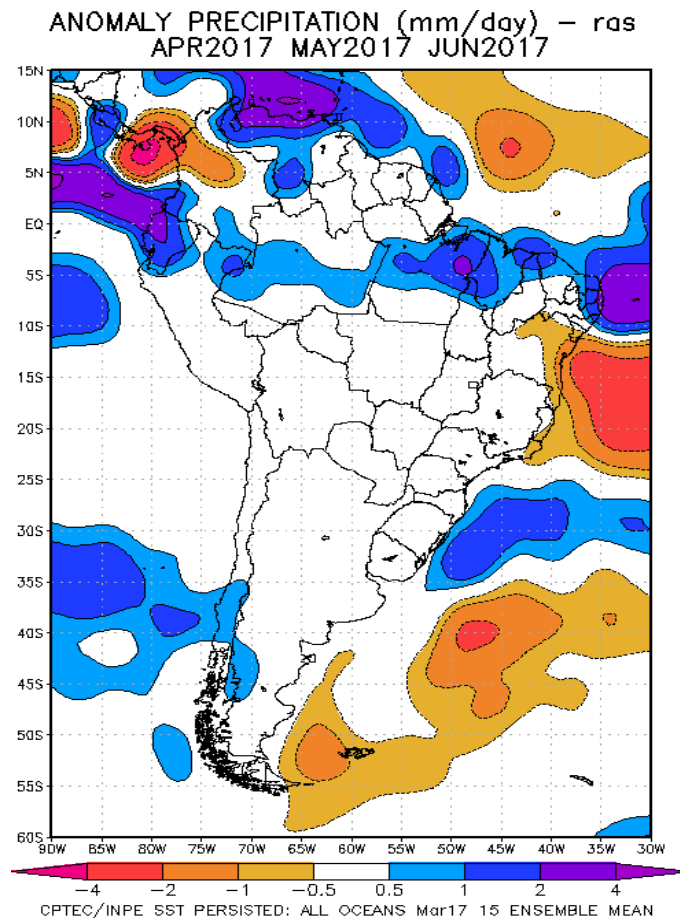 ANOMALY PRECIPITATION (mm/day) – ras
APR2017 MAY2017 JUN2017
15N
10N
5N
EQ
5S
10S
15S
20S
25S
30S
35S
40S
45S
50S
55S
60S
90W 85W 80W 75W 70W 65W 60W 55W 50W 45W 40W 35W 30W
−4 −2 −1 −0.5 0.5 1 2 4
CPTEC/INPE SST PERSISTED: ALL OCEANS Mar17 15 ENSEMBLE MEAN